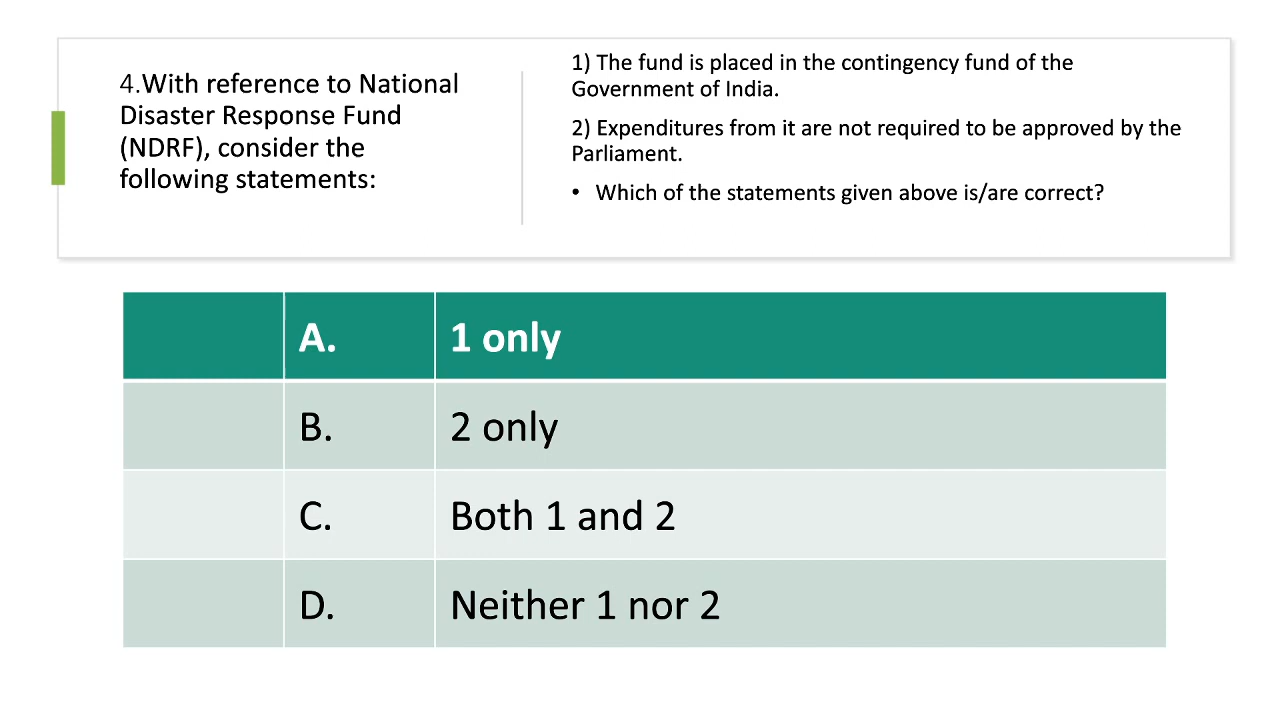 4.With reference to National
Disaster Response Fund
(NDRF), consider the
following statements:
1) The fund is placed in the contingency fund of the
Government of India.
2) Expenditures from it are not required to be approved by the
Parliament.
• Which of the statements given above is/are correct?
A. 1 only
B. 2 only
C. Both 1 and 2
D. Neither 1 nor 2